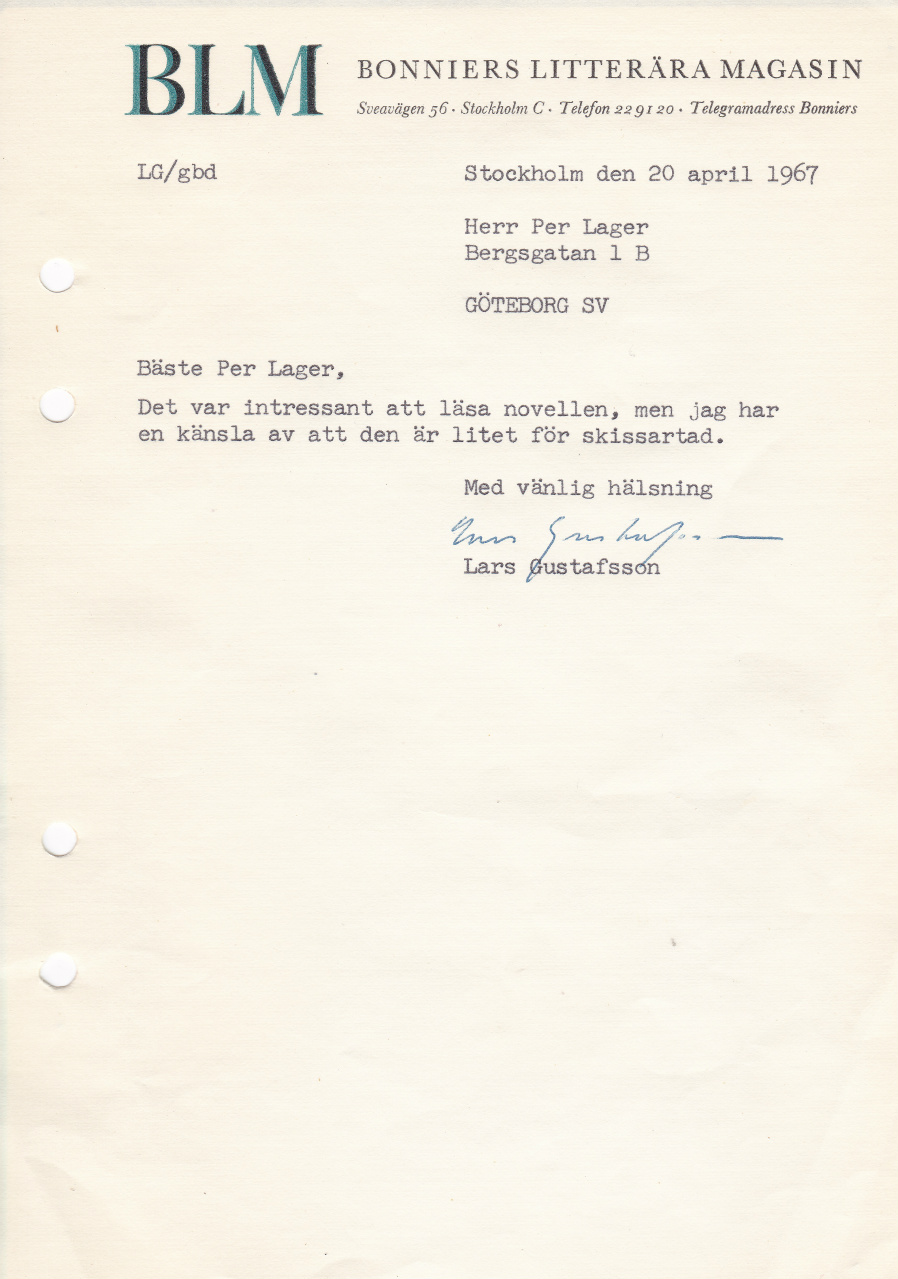 BLM BONNIERS LITTERÄRA MAGASIN
Sveavägen 56 · Stockholm C · Telefon 22 91 20 · Telegramadress Bonniers
LG/gbd Stockholm den 20 april 1967
Herr Per Lager
Bergsgatan 1 B
GÖTEBORG SV
Bäste Per Lager,
Det var intressant att läsa novellen, men jag har
en känsla av att den är litet för skissartad.
Med vänlig hälsning
Lars Gustafsson
Lars Gustafsson